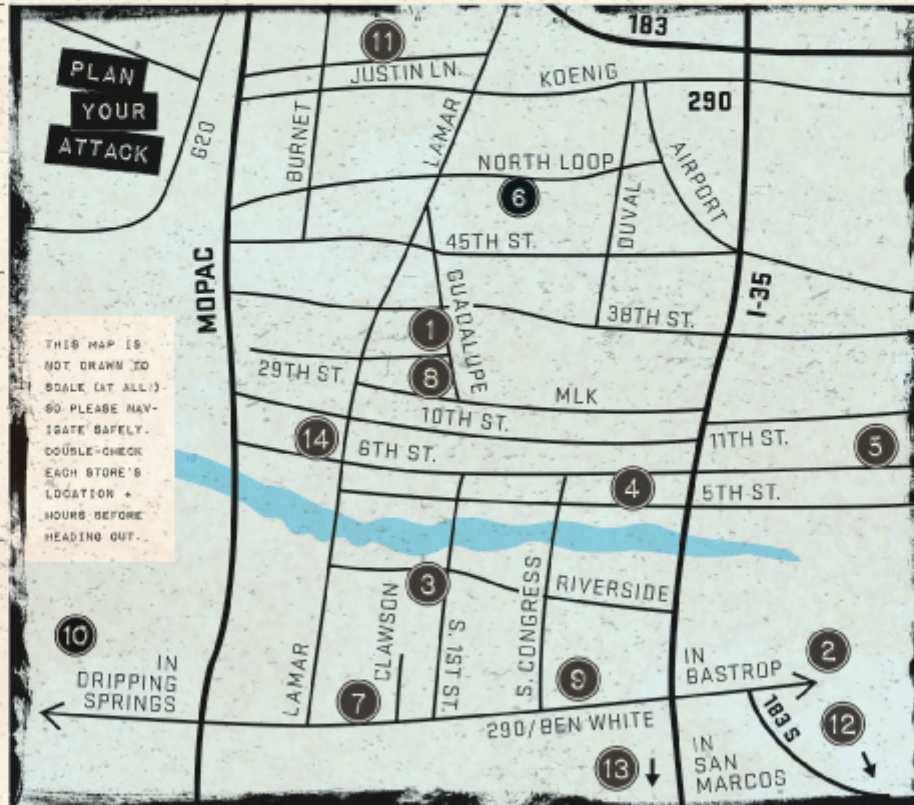 183
11
PLAN
YOUR
ATTACK
JUSTIN LN.
KOENIG
290
620
BURNET
LAMAR
NORTH LOOP
AIRPORT
6
DUVAL
45TH ST.
MOPAC
GUADALUPE
I-35
1
38TH ST.
THIS MAP IS
NOT DRAWN TO
SCALE (AT ALL!)
SO PLEASE NAV-
IGATE SAFELY.
DOUBLE-CHECK
EACH STORE'S
LOCATION +
HOURS BEFORE
HEADING OUT.
29TH ST.
8
MLK
10TH ST.
14
11TH ST.
5
6TH ST.
4
5TH ST.
3
RIVERSIDE
CLAWSON
S. CONGRESS
10
IN
DRIPPING
SPRINGS
LAMAR
7
S. 1ST ST.
9
IN
BASTROP
2
290/BEN WHITE
183 S
12
13
IN
SAN
MARCOS